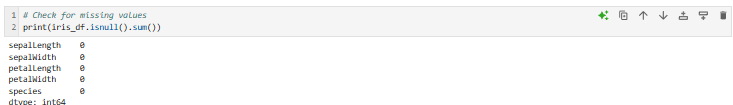 1 # Check for missing values
2 print(iris_df.isnull().sum())
sepalLength    0
sepalWidth     0
petalLength    0
petalWidth     0
species        0
dtype: int64